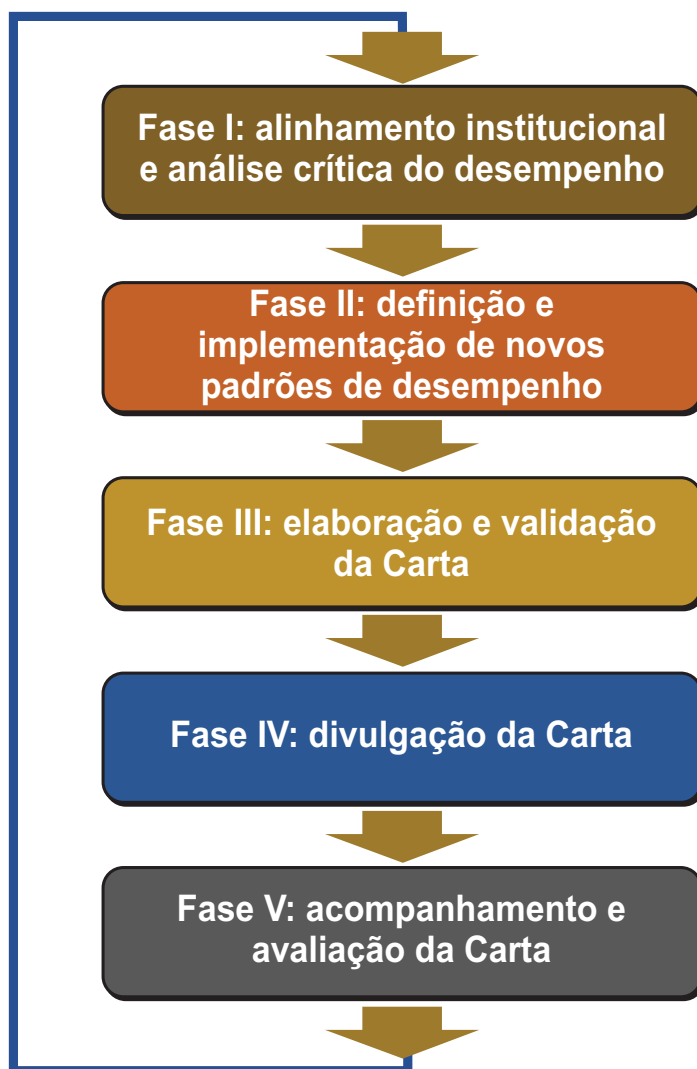 Fase I: alinhamento institucional
e análise crítica do desempenho
Fase II: definição e
implementação de novos
padrões de desempenho
Fase III: elaboração e validação
da Carta
Fase IV: divulgação da Carta
Fase V: acompanhamento e
avaliação da Carta